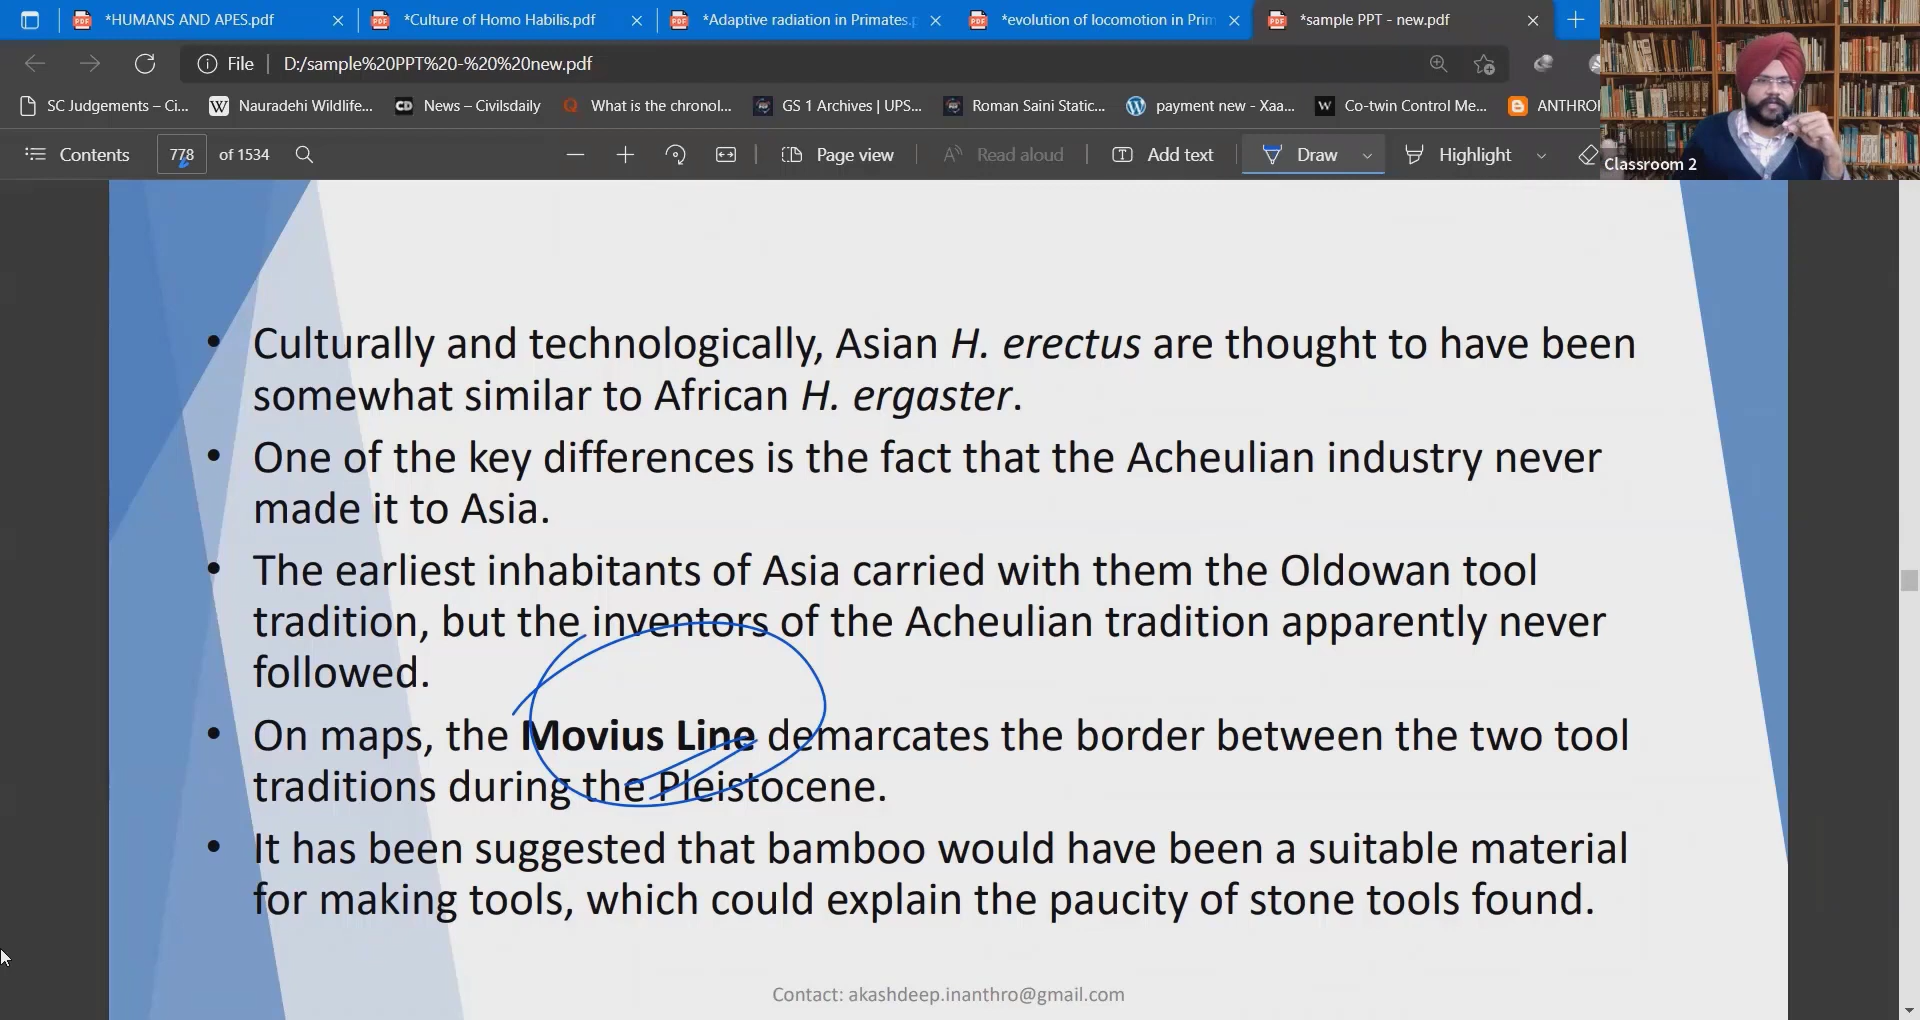 *HUMANS AND APES.pdf
*Culture of Homo Habilis.pdf
*Adaptive radiation in Primates.p
*evolution of locomotion in Prim
*sample PPT - new.pdf
File
D:/sample%20PPT%20-%20%20new.pdf
SC Judgements – Ci...
W
Nauradehi Wildlife...
CD
News – Civilsdaily
Q
What is the chronol...
GS 1 Archives | UPS...
Roman Saini Static...
payment new - Xaa...
W
Co-twin Control Me...
ANTHRO
Contents
778
of 1534
Page view
Read aloud
Add text
Draw
Highlight
Classroom 2
• Culturally and technologically, Asian H. erectus are thought to have been
somewhat similar to African H. ergaster.
• One of the key differences is the fact that the Acheulian industry never
made it to Asia.
• The earliest inhabitants of Asia carried with them the Oldowan tool
tradition, but the inventors of the Acheulian tradition apparently never
followed.
• On maps, the Movius Line demarcates the border between the two tool
traditions during the Pleistocene.
• It has been suggested that bamboo would have been a suitable material
for making tools, which could explain the paucity of stone tools found.
Contact: akashdeep.inanthro@gmail.com